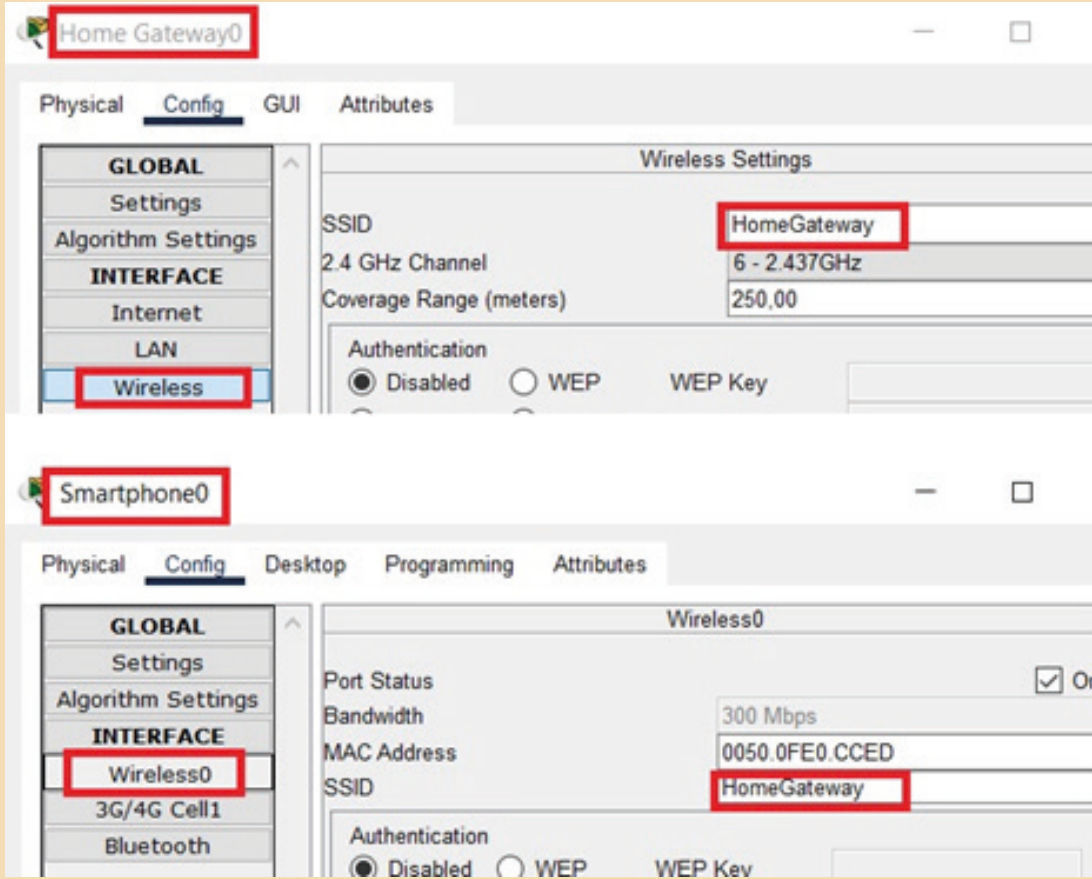 Home Gateway0
Physical Config GUI Attributes
GLOBAL
Settings
Algorithm Settings
INTERFACE
Internet
LAN
Wireless
Wireless Settings
SSID HomeGateway
2.4 GHz Channel 6 - 2.437GHz
Coverage Range (meters) 250,00
Authentication
Disabled WEP WEP Key
Smartphone0
Physical Config Desktop Programming Attributes
GLOBAL
Settings
Algorithm Settings
INTERFACE
Wireless0
3G/4G Cell1
Bluetooth
Wireless0
Port Status
Bandwidth 300 Mbps
MAC Address 0050.0FE0.CCED
SSID HomeGateway
Authentication
Disabled WEP WEP Key